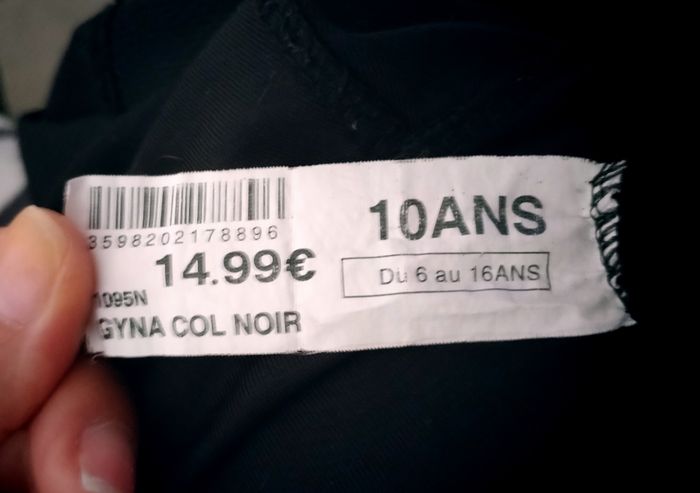 3598202178896
14.99€
1095N
GYNA COL NOIR
10ANS
Du 6 au 16ANS